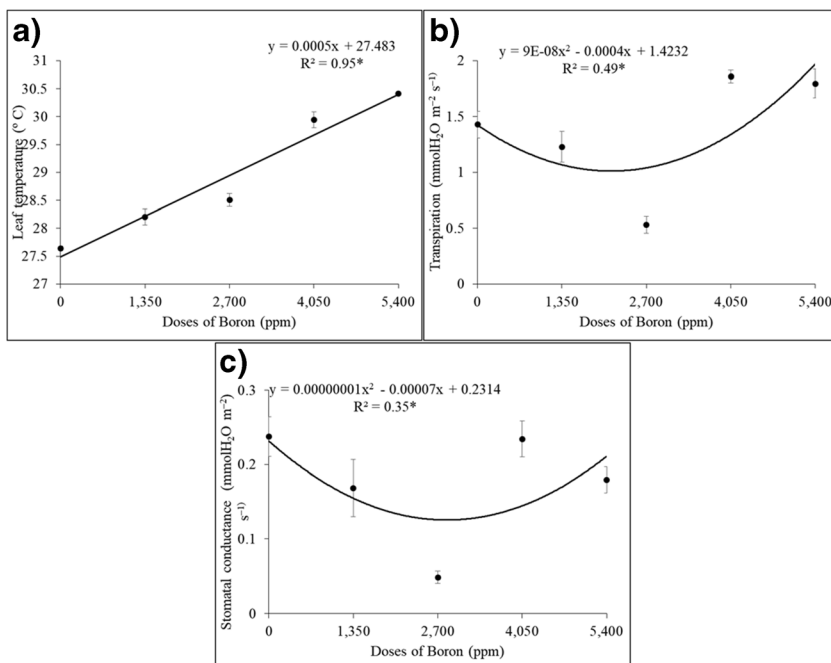 a)
y = 0.0005x + 27.483
R² = 0.95*
Leaf temperature (º C)
31
30.5
30
29.5
29
28.5
28
27.5
27
0 1,350 2,700 4,050 5,400
Doses of Boron (ppm)
b)
y = 9E-08x² - 0.0004x + 1.4232
R² = 0.49*
Transpiration (mmolH₂O m⁻² s⁻¹)
2
1.5
1
0.5
0
0 1,350 2,700 4,050 5,400
Doses of Boron (ppm)
c)
y = 0.00000001x² - 0.00007x + 0.2314
R² = 0.35*
Stomatal conductance (mmolH₂O m⁻²
s⁻¹)
0.3
0.2
0.1
0
0 1,350 2,700 4,050 5,400
Doses of Boron (ppm)